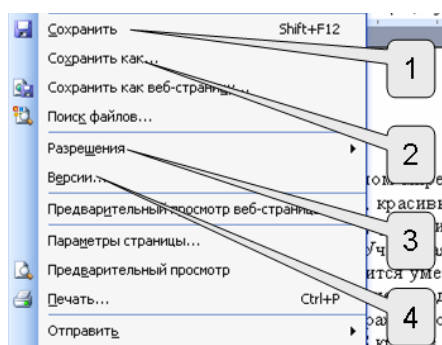 Сохранить Shift+F12
Сохранить как...
Сохранить как веб-страницу...
Поиск файлов...
Разрешения
Версии...
Предварительный просмотр веб-страницы
Параметры страницы...
Предварительный просмотр
Печать... Ctrl+P
Отправить
1
2
3
4